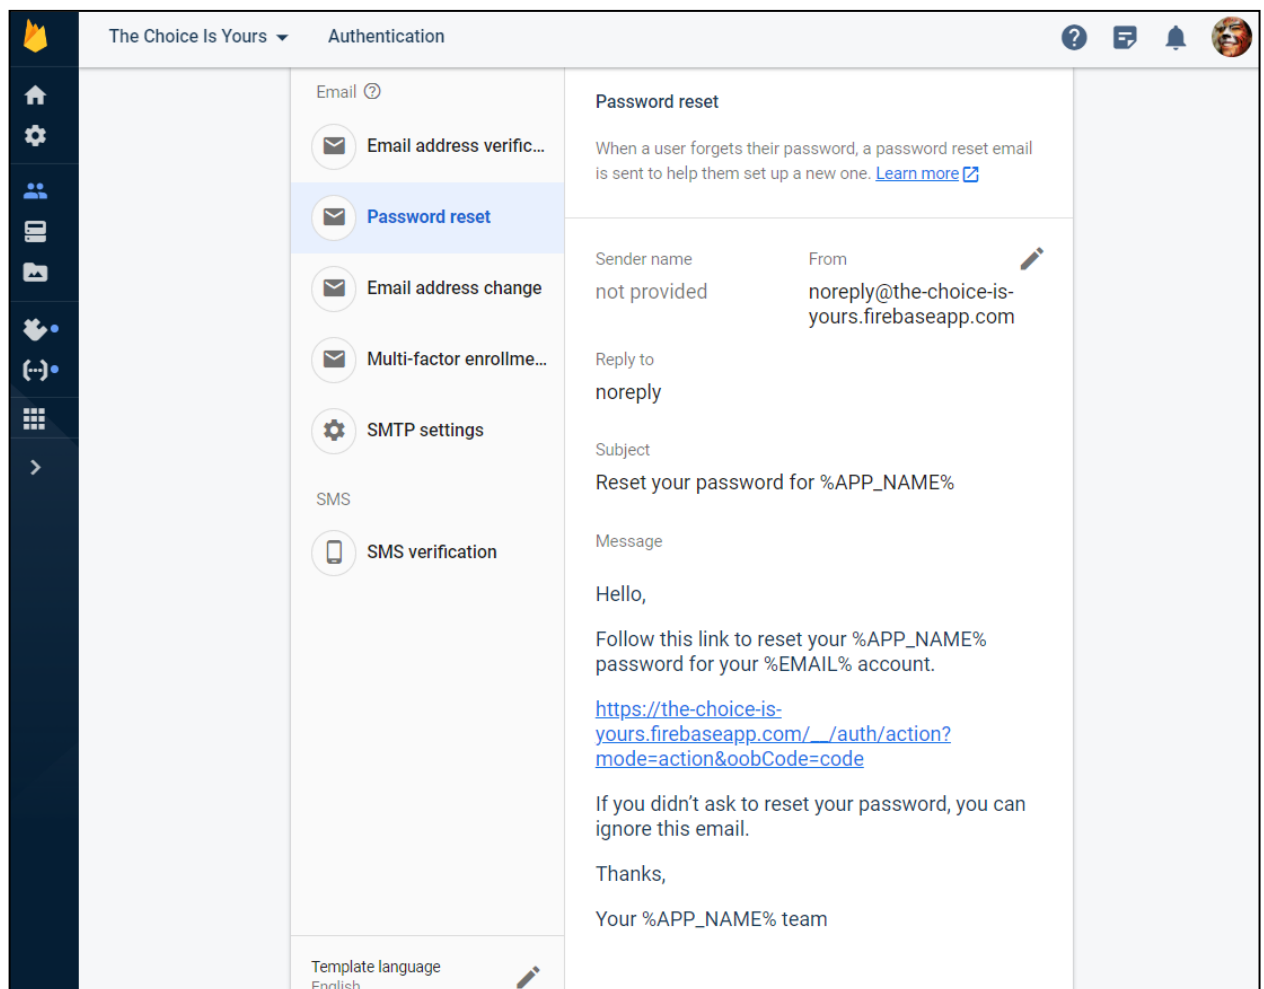 The Choice Is Yours
Authentication
Email
Email address verific...
Password reset
Email address change
Multi-factor enrollme...
SMTP settings
SMS
SMS verification
Template language
English
Password reset
When a user forgets their password, a password reset email
is sent to help them set up a new one. Learn more
Sender name
not provided
From
noreply@the-choice-is-
yours.firebaseapp.com
Reply to
noreply
Subject
Reset your password for %APP_NAME%
Message
Hello,
Follow this link to reset your %APP_NAME%
password for your %EMAIL% account.
https://the-choice-is-
yours.firebaseapp.com/__/auth/action?
mode=action&oobCode=code
If you didn’t ask to reset your password, you can
ignore this email.
Thanks,
Your %APP_NAME% team